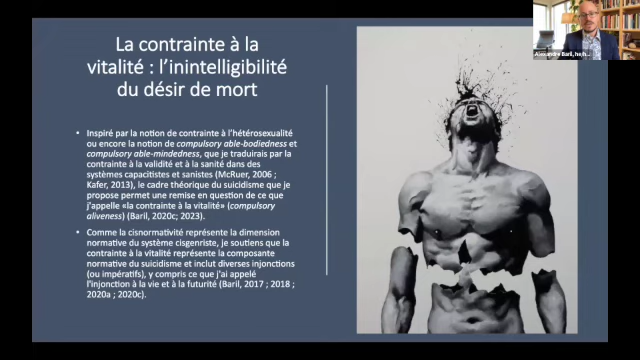 Alexandre Baril, he/h...
La contrainte à la
vitalité : l'inintelligibilité
du désir de mort
• Inspiré par la notion de contrainte à l'hétérosexualité
ou encore la notion de compulsory able-bodiedness et
compulsory able-mindedness, que je traduirais par la
contrainte à la validité et à la sanité dans des
systèmes capacitistes et sanistes (McRuer, 2006 ;
Kafer, 2013), le cadre théorique du suicidisme que je
propose permet une remise en question de ce que
j'appelle «la contrainte à la vitalité» (compulsory
aliveness) (Baril, 2020c; 2023).
• Comme la cisnormativité représente la dimension
normative du système cisgenriste, je soutiens que la
contrainte à la vitalité représente la composante
normative du suicidisme et inclut diverses injonctions
(ou impératifs), y compris ce que j'ai appelé
l'injonction à la vie et à la futurité (Baril, 2017 ; 2018 ;
2020a ; 2020c).